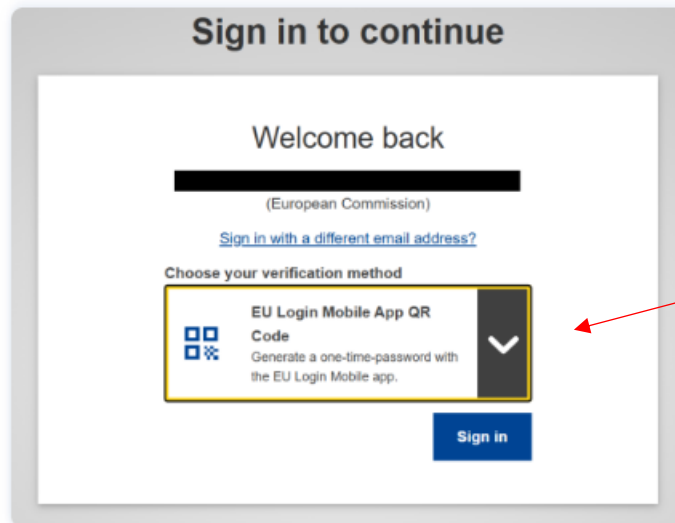 Sign in to continue
Welcome back
(European Commission)
Sign in with a different email address?
Choose your verification method
EU Login Mobile App QR
Code
Generate a one-time-password with
the EU Login Mobile app.
Sign in